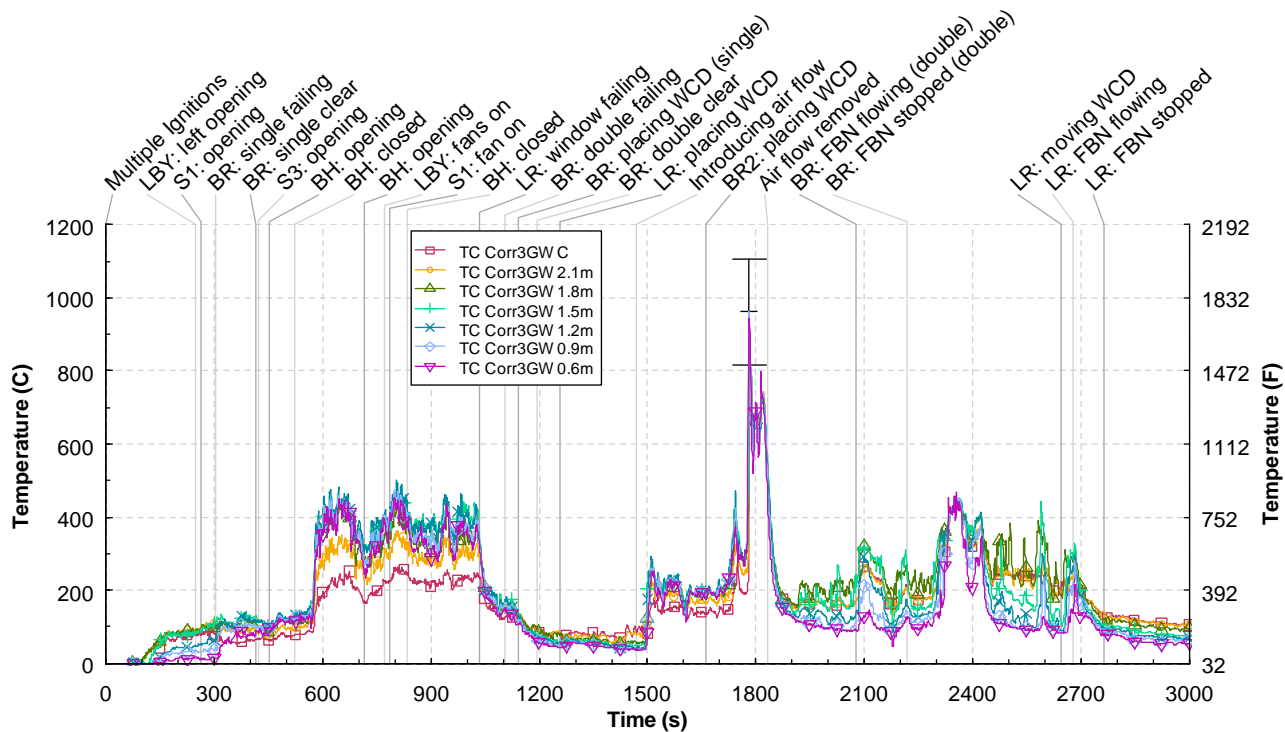 Multiple Ignitions
LBY: left opening
S1: opening
BR: single failing
BR: single clear
S3: opening
BH: opening
BH: closed
BH: opening
LBY: fans on
S1: fan on
BH: closed
LR: window failing
BR: double failing
BR: placing WCD (single)
BR: double clear
LR: placing WCD
Introducing air flow
BR2: placing WCD
Air flow removed
BR: FBN flowing (double)
BR: FBN stopped (double)
LR: moving WCD
LR: FBN flowing
LR: FBN stopped
1200
1000
800
600
400
200
0
Temperature (C)
2192
1832
1472
1112
752
392
32
Temperature (F)
TC Corr3GW C
TC Corr3GW 2.1m
TC Corr3GW 1.8m
TC Corr3GW 1.5m
TC Corr3GW 1.2m
TC Corr3GW 0.9m
TC Corr3GW 0.6m
0 300 600 900 1200 1500 1800 2100 2400 2700 3000
Time (s)